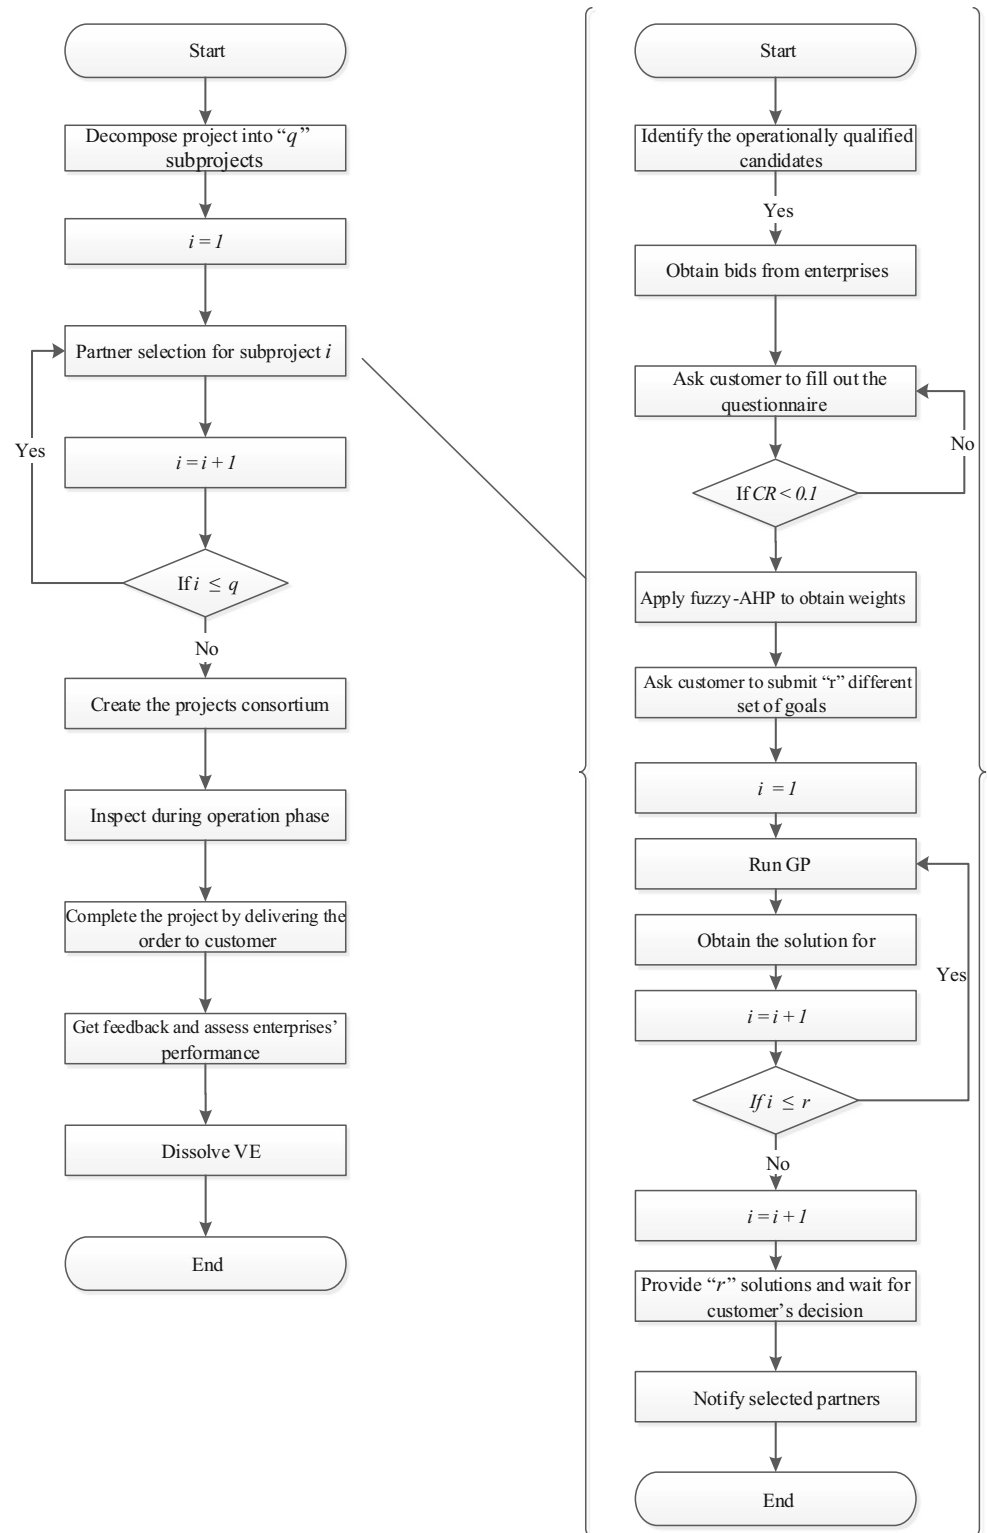 Start
Decompose project into “q”
subprojects
i = 1
Partner selection for subproject i
Yes
i = i + 1
If i ≤ q
No
Create the projects consortium
Inspect during operation phase
Complete the project by delivering the
order to customer
Get feedback and assess enterprises’
performance
Dissolve VE
End
Start
Identify the operationally qualified
candidates
Yes
Obtain bids from enterprises
Ask customer to fill out the
questionnaire
No
If CR < 0.1
Apply fuzzy-AHP to obtain weights
Ask customer to submit “r” different
set of goals
i = 1
Run GP
Obtain the solution for
Yes
i = i + 1
If i ≤ r
No
i = i + 1
Provide “r” solutions and wait for
customer’s decision
Notify selected partners
End